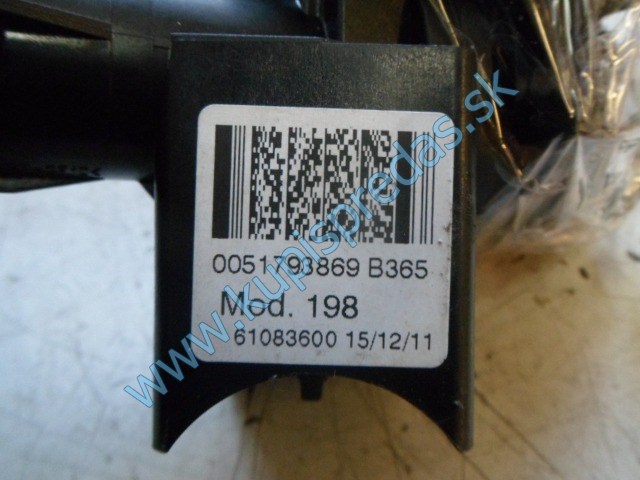 0051793869 B365
Mod. 198
61083600 15/12/11
www.kupispredas.sk